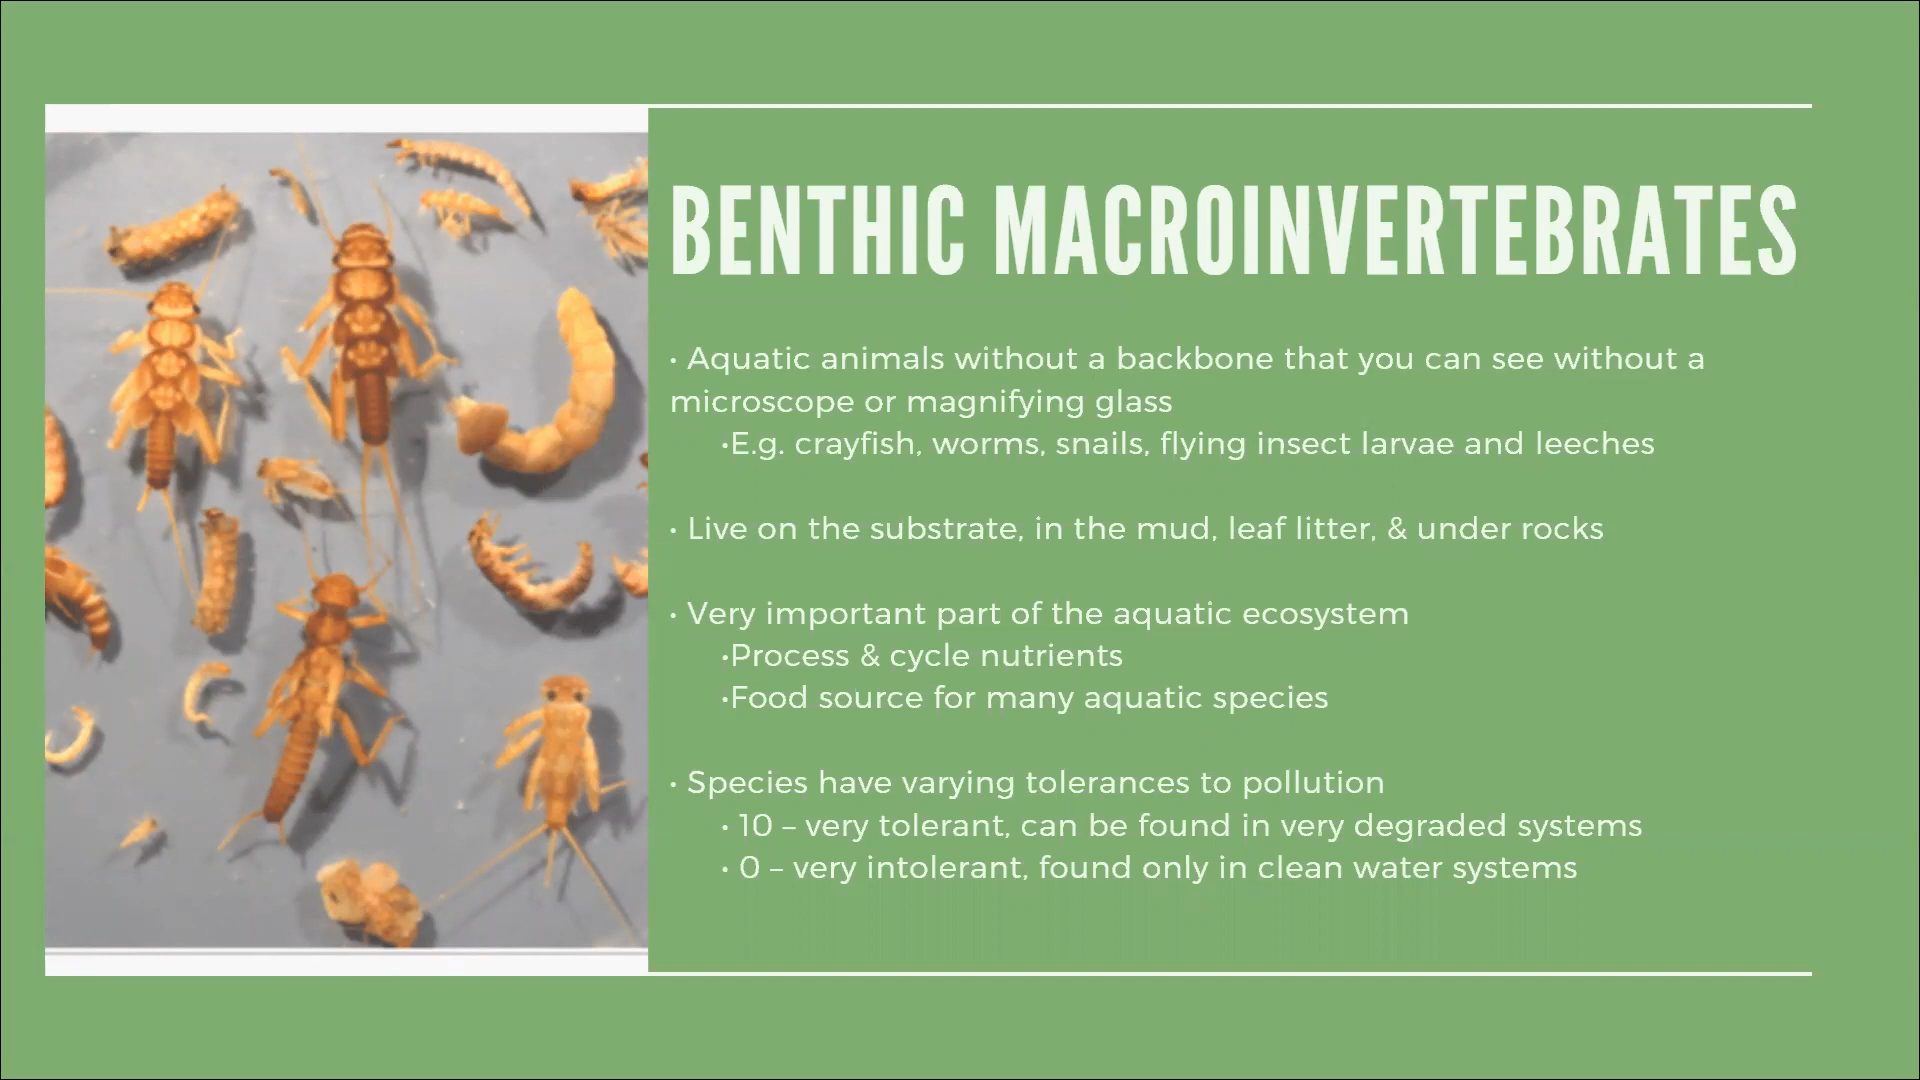 BENTHIC MACROINVERTEBRATES
• Aquatic animals without a backbone that you can see without a
microscope or magnifying glass
•E.g. crayfish, worms, snails, flying insect larvae and leeches
• Live on the substrate, in the mud, leaf litter, & under rocks
• Very important part of the aquatic ecosystem
•Process & cycle nutrients
•Food source for many aquatic species
• Species have varying tolerances to pollution
• 10 – very tolerant, can be found in very degraded systems
• 0 – very intolerant, found only in clean water systems